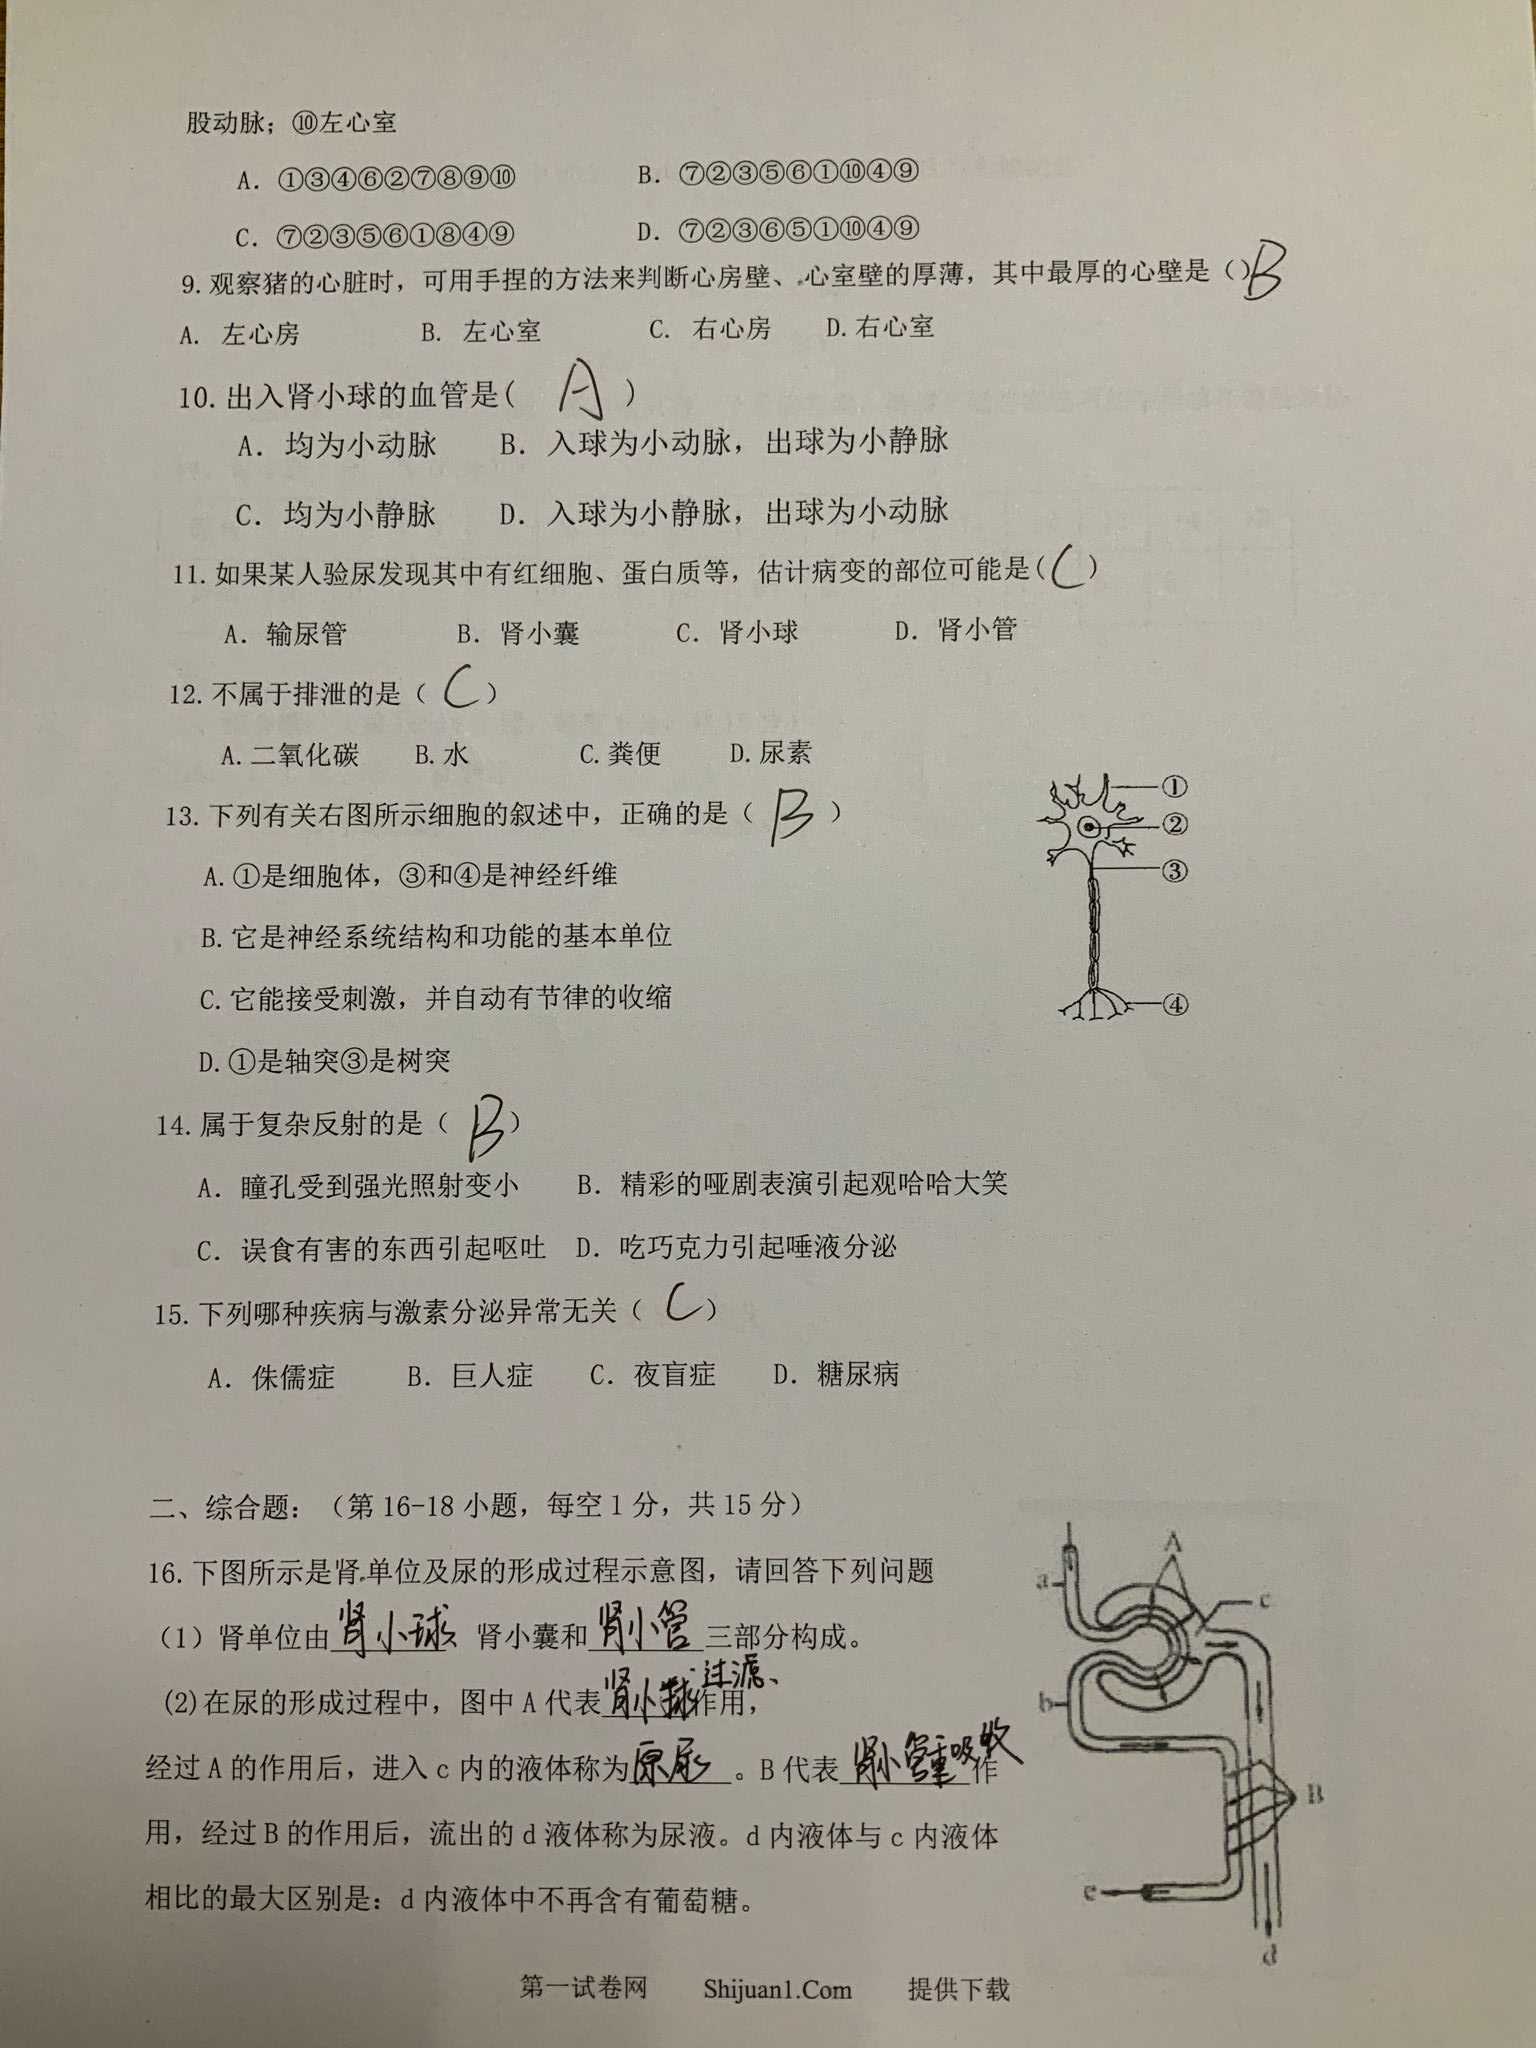 股动脉；⑩左心室
A. ①③④⑥②⑦⑧⑨⑩ B. ⑦②③⑤⑥①⑩④⑨
C. ⑦②③⑤⑥①⑧④⑨ D. ⑦②③⑥⑤①⑩④⑨
9.观察猪的心脏时，可用手捏的方法来判断心房壁、心室壁的厚薄，其中最厚的心壁是（）B
A. 左心房 B. 左心室 C. 右心房 D.右心室
10.出入肾小球的血管是( A )
A. 均为小动脉 B. 入球为小动脉，出球为小静脉
C. 均为小静脉 D. 入球为小静脉，出球为小动脉
11.如果某人验尿发现其中有红细胞、蛋白质等，估计病变的部位可能是(C)
A. 输尿管 B. 肾小囊 C. 肾小球 D. 肾小管
12.不属于排泄的是（ C ）
A.二氧化碳 B.水 C.粪便 D.尿素
13.下列有关右图所示细胞的叙述中，正确的是（ B ）
①
②
③
④
A.①是细胞体，③和④是神经纤维
B.它是神经系统结构和功能的基本单位
C.它能接受刺激，并自动有节律的收缩
D.①是轴突③是树突
14.属于复杂反射的是（ B ）
A. 瞳孔受到强光照射变小 B. 精彩的哑剧表演引起观哈哈大笑
C. 误食有害的东西引起呕吐 D. 吃巧克力引起唾液分泌
15.下列哪种疾病与激素分泌异常无关（ C ）
A. 侏儒症 B. 巨人症 C. 夜盲症 D. 糖尿病
二、综合题：（第16-18小题，每空1分，共15分）
16.下图所示是肾单位及尿的形成过程示意图，请回答下列问题
（1）肾单位由肾小球 肾小囊和肾小管三部分构成。
(2)在尿的形成过程中，图中A代表肾小球过滤、作用，
经过A的作用后，进入c内的液体称为原尿。B代表肾小管重吸收作
用，经过B的作用后，流出的d液体称为尿液。d内液体与c内液体
相比的最大区别是：d内液体中不再含有葡萄糖。
A
a
c
b
B
e
d
第一试卷网 Shijuan1.Com 提供下载